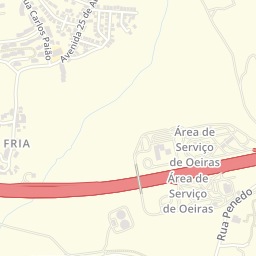 Rua Carlos Paião
Avenida 25 de A
FRIA
Área de
Serviço
de Oeiras
Área de
Serviço
de Oeiras
Rua Penedo